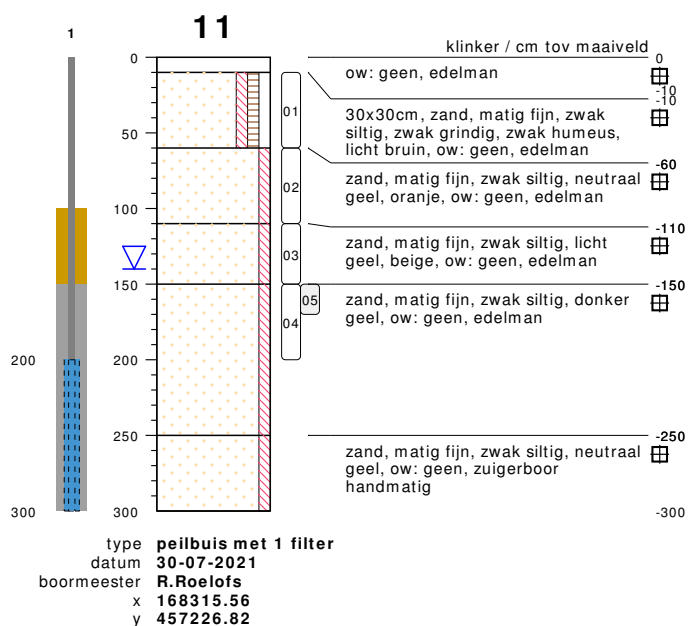 1
11
klinker / cm tov maaiveld
0
0
ow: geen, edelman
-10
-10
01
30x30cm, zand, matig fijn, zwak
siltig, zwak grindig, zwak humeus,
licht bruin, ow: geen, edelman
50
-60
02
zand, matig fijn, zwak siltig, neutraal
geel, oranje, ow: geen, edelman
100
-110
03
zand, matig fijn, zwak siltig, licht
geel, beige, ow: geen, edelman
150
-150
05
04
zand, matig fijn, zwak siltig, donker
geel, ow: geen, edelman
200
200
250
-250
zand, matig fijn, zwak siltig, neutraal
geel, ow: geen, zuigerboor
handmatig
300
300
-300
type peilbuis met 1 filter
datum 30-07-2021
boormeester R.Roelofs
x 168315.56
y 457226.82